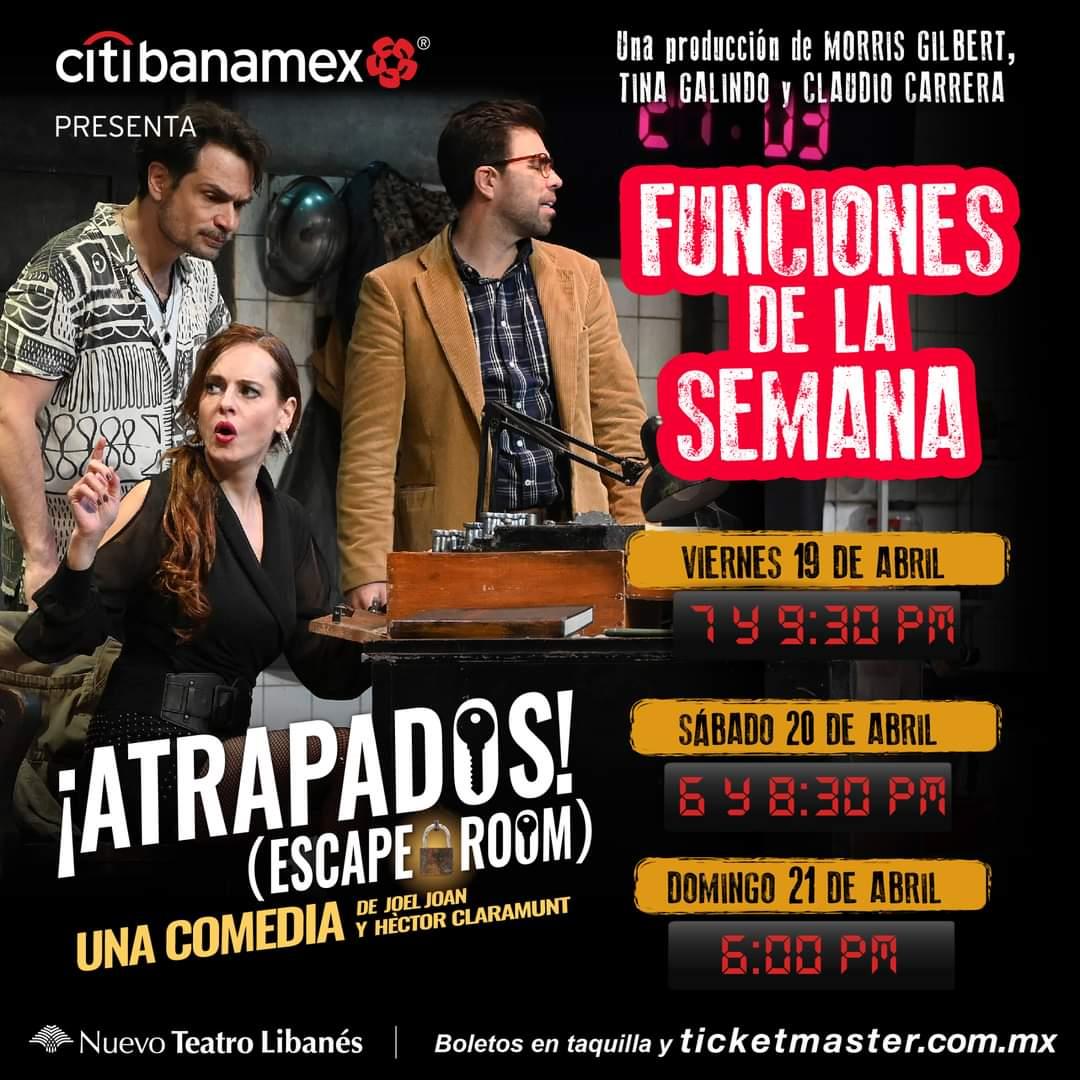 citibanamex®
PRESENTA
Una producción de MORRIS GILBERT,
TINA GALINDO y CLAUDIO CARRERA
FUNCIONES
DE LA
SEMANA
VIERNES 19 DE ABRIL
7 Y 9:30 PM
SÁBADO 20 DE ABRIL
6 Y 8:30 PM
DOMINGO 21 DE ABRIL
6:00 PM
¡ATRAPADOS!
(ESCAPE ROOM)
UNA COMEDIA DE JOEL JOAN
Y HÈCTOR CLARAMUNT
Nuevo Teatro Libanés
Boletos en taquilla y ticketmaster.com.mx